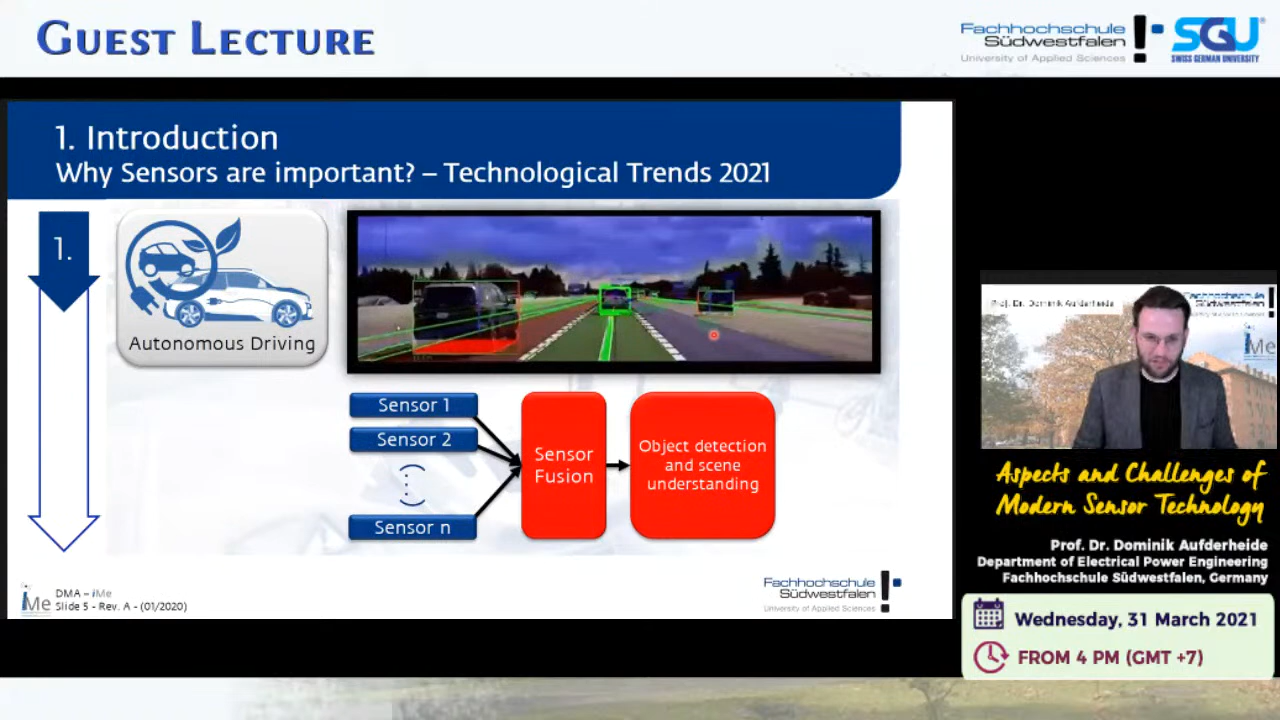 GUEST LECTURE
Fachhochschule
Südwestfalen
University of Applied Sciences
SGU
SWISS GERMAN UNIVERSITY
1. Introduction
Why Sensors are important? – Technological Trends 2021
1.
Autonomous Driving
Sensor 1
Sensor 2
Sensor n
Sensor
Fusion
Object detection
and scene
understanding
iMe
DMA – iMe
Slide 5 - Rev. A - (01/2020)
Fachhochschule
Südwestfalen
University of Applied Sciences
Prof. Dr. Dominik Aufderheide
Fachhochschule
Südwestfalen
iMe
Aspects and Challenges of
Modern Sensor Technology
Prof. Dr. Dominik Aufderheide
Department of Electrical Power Engineering
Fachhochschule Südwestfalen, Germany
Wednesday, 31 March 2021
FROM 4 PM (GMT +7)